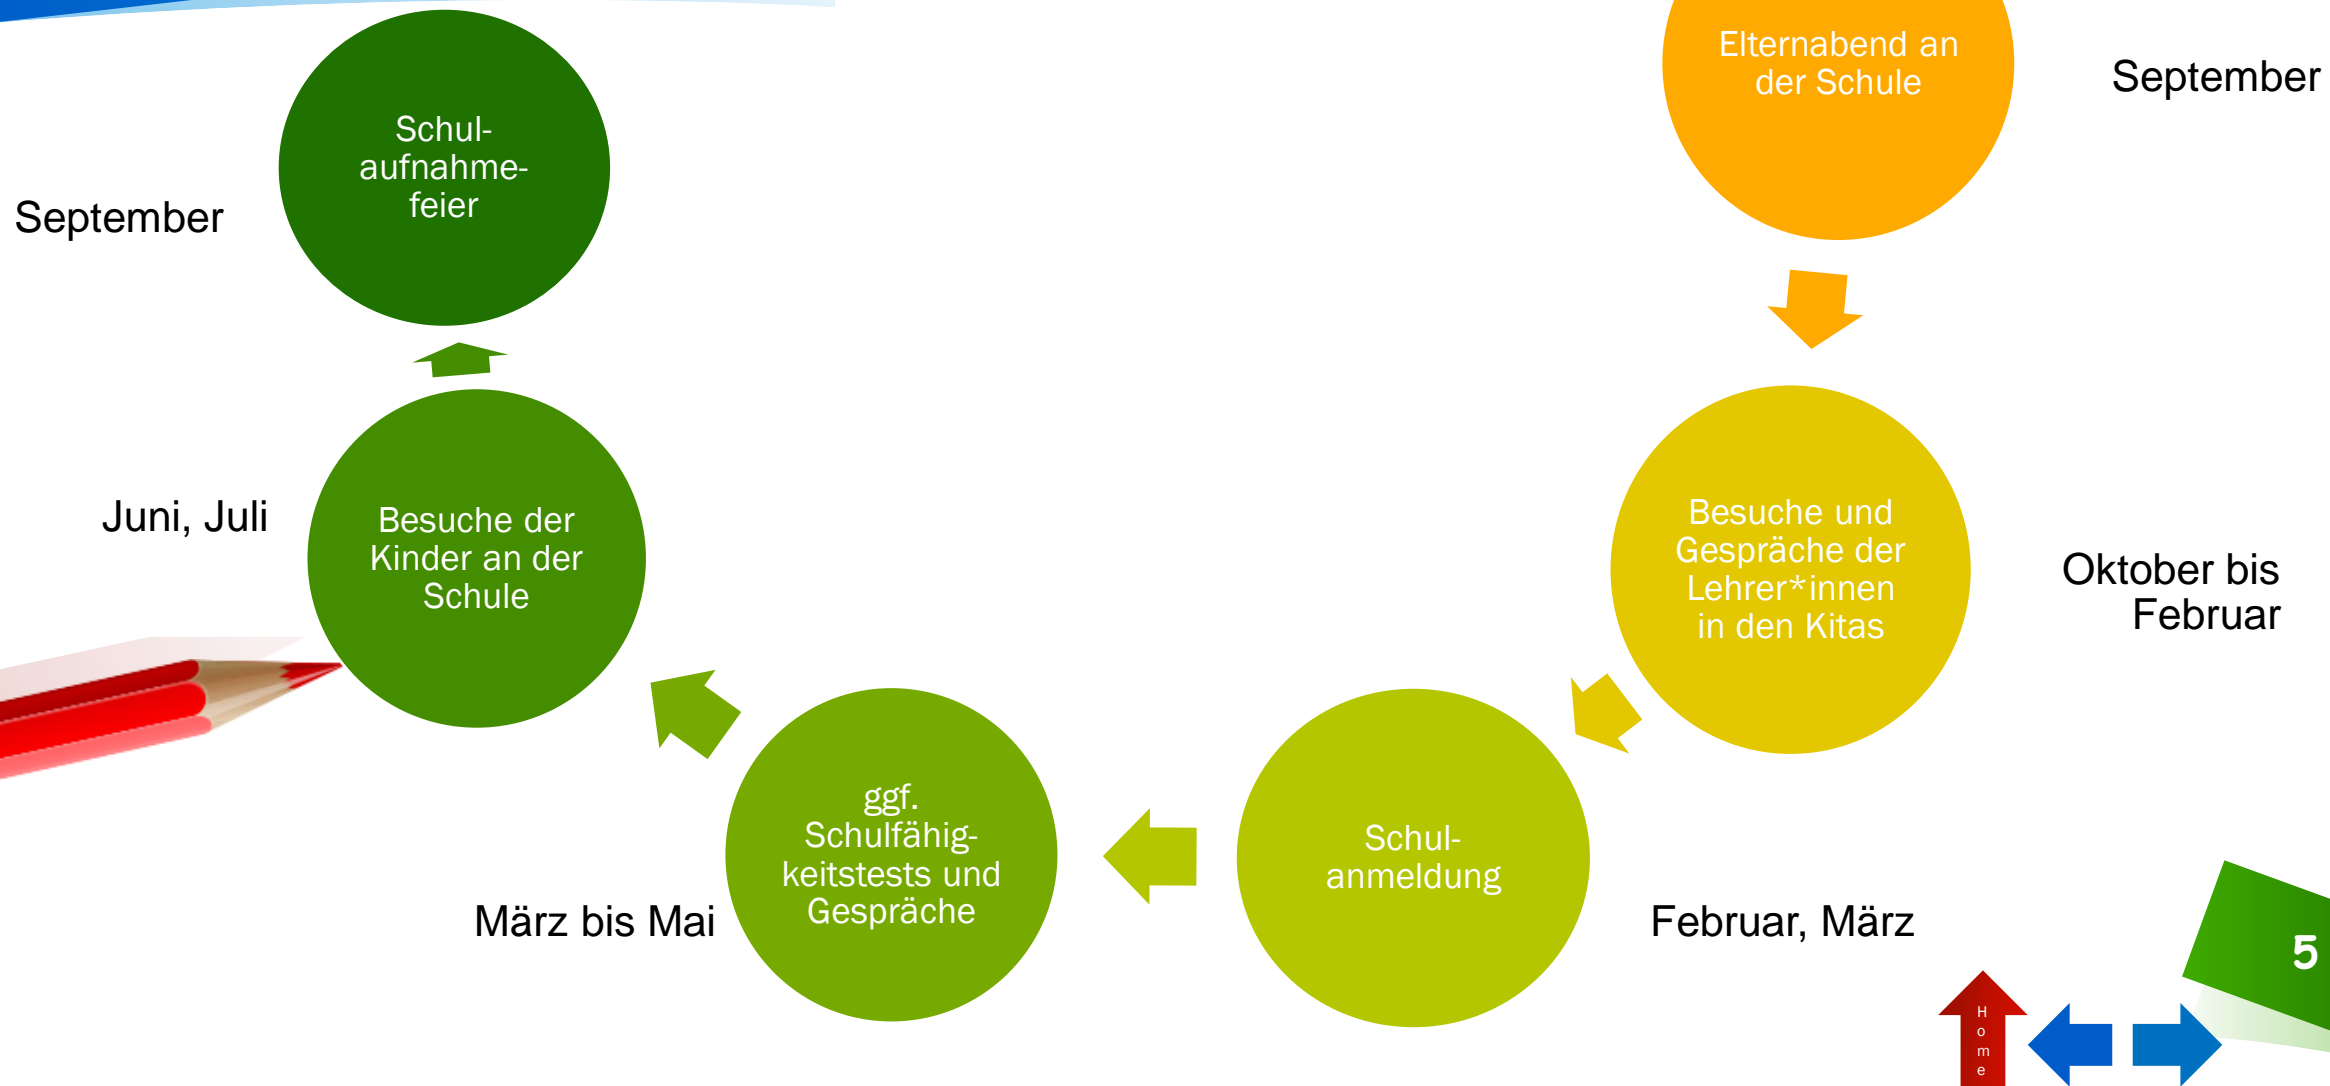 Elternabend an
der Schule
September
Besuche und
Gespräche der
Lehrer*innen
in den Kitas
Oktober bis
Februar
Schul-
anmeldung
Februar, März
ggf.
Schulfähig-
keitstests und
Gespräche
März bis Mai
Besuche der
Kinder an der
Schule
Juni, Juli
Schul-
aufnahme-
feier
September
5
H
o
m
e